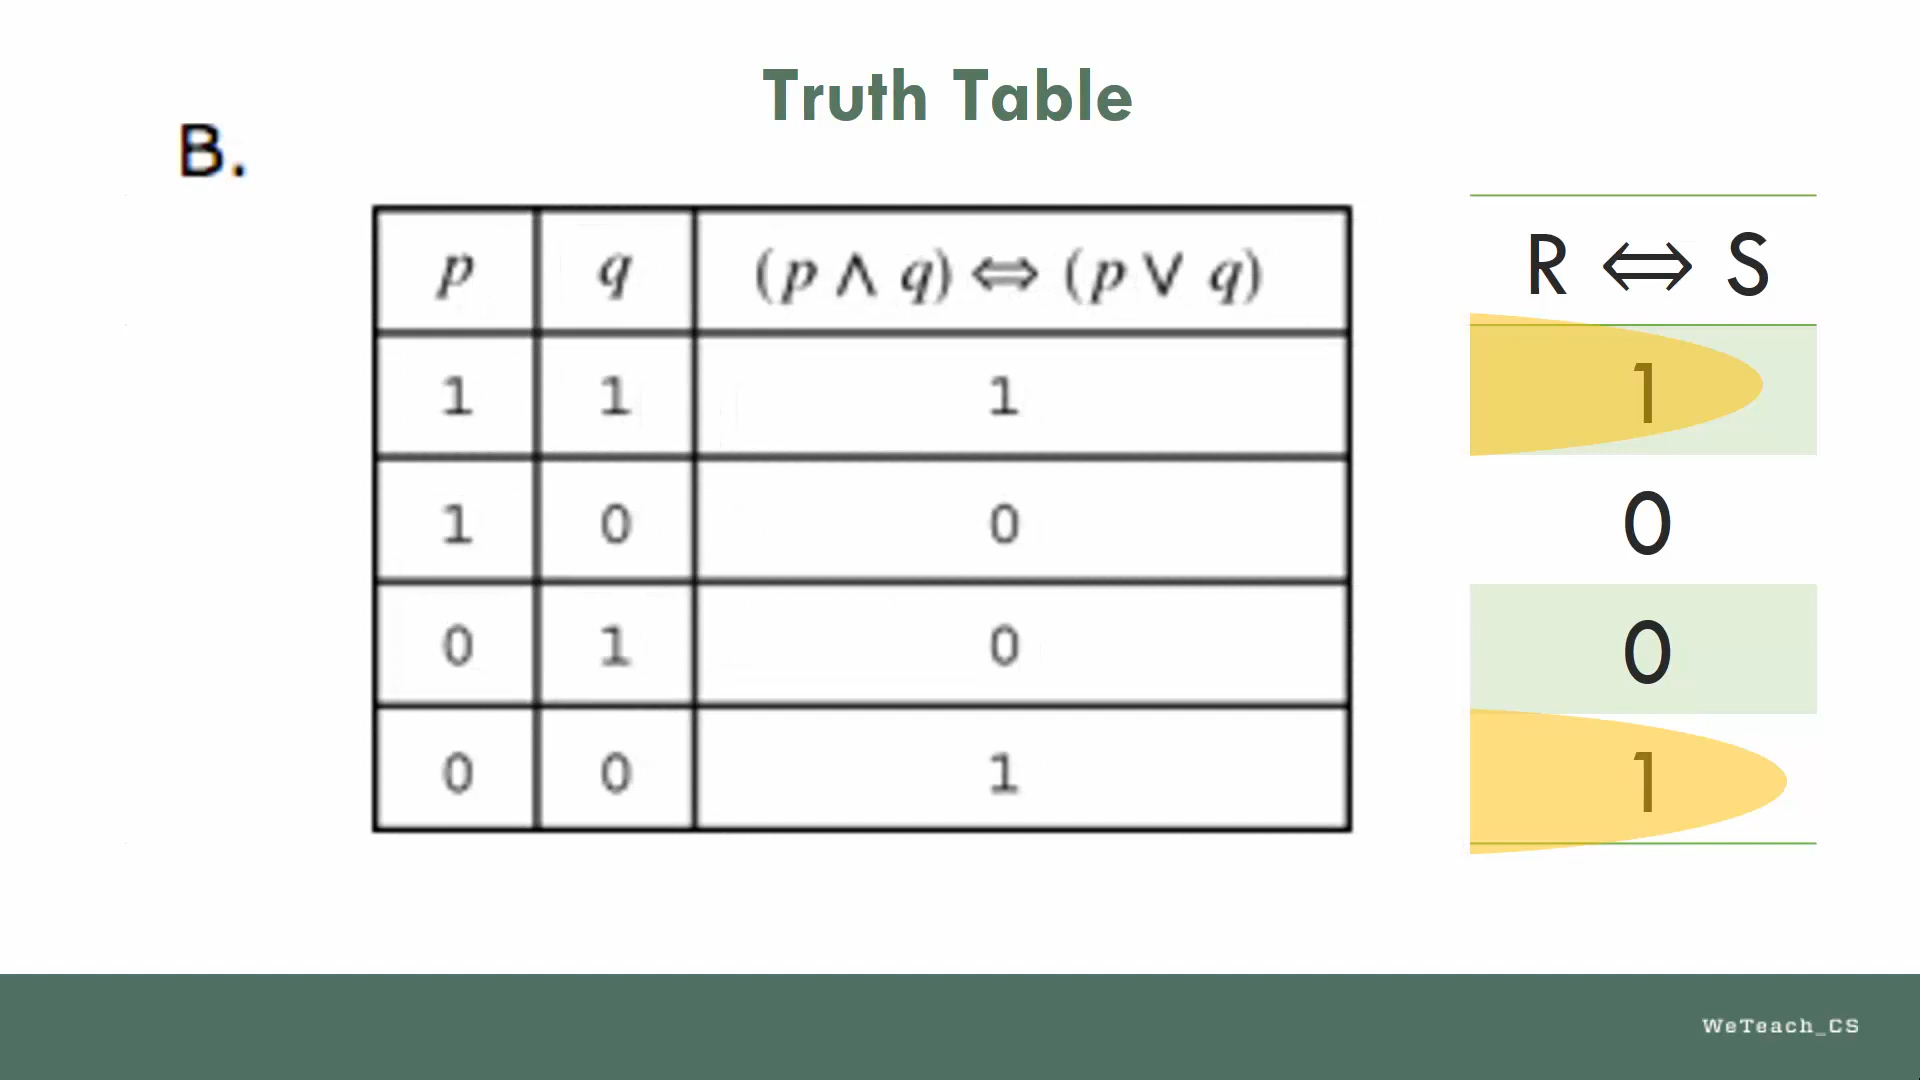 Truth Table
B.
p q (p ∧ q) ⇔ (p ∨ q)
1 1 1
1 0 0
0 1 0
0 0 1
R ⇔ S
1
0
0
1
WeTeach_CS